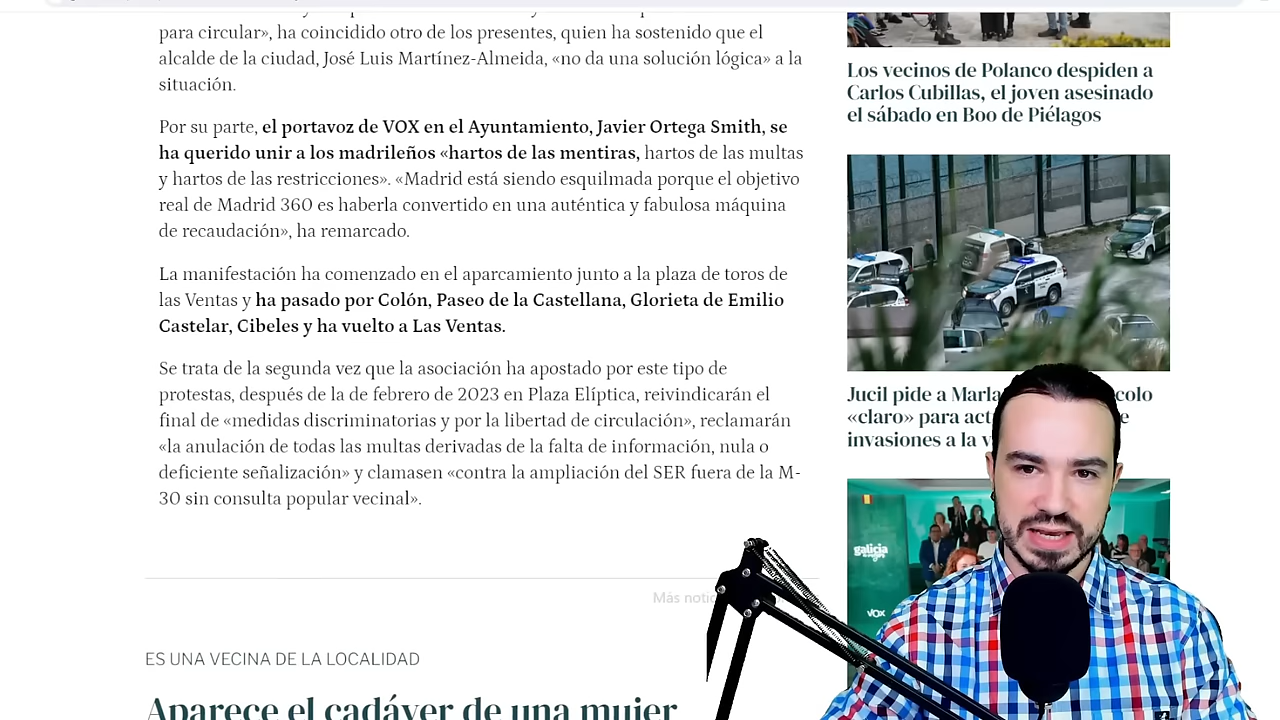 para circular», ha coincidido otro de los presentes, quien ha sostenido que el
alcalde de la ciudad, José Luis Martínez-Almeida, «no da una solución lógica» a la
situación.
Por su parte, el portavoz de VOX en el Ayuntamiento, Javier Ortega Smith, se
ha querido unir a los madrileños «hartos de las mentiras, hartos de las multas
y hartos de las restricciones». «Madrid está siendo esquilmada porque el objetivo
real de Madrid 360 es haberla convertido en una auténtica y fabulosa máquina
de recaudación», ha remarcado.
La manifestación ha comenzado en el aparcamiento junto a la plaza de toros de
las Ventas y ha pasado por Colón, Paseo de la Castellana, Glorieta de Emilio
Castelar, Cibeles y ha vuelto a Las Ventas.
Se trata de la segunda vez que la asociación ha apostado por este tipo de
protestas, después de la de febrero de 2023 en Plaza Elíptica, reivindicarán el
final de «medidas discriminatorias y por la libertad de circulación», reclamarán
«la anulación de todas las multas derivadas de la falta de información, nula o
deficiente señalización» y clamasen «contra la ampliación del SER fuera de la M-
30 sin consulta popular vecinal».
Más
ES UNA VECINA DE LA LOCALIDAD
Aparece el cadáver de una mujer
Los vecinos de Polanco despiden a
Carlos Cubillas, el joven asesinado
el sábado en Boo de Piélagos
Jucil pide a
«claro» para
invasiones a la
galicia
VOX